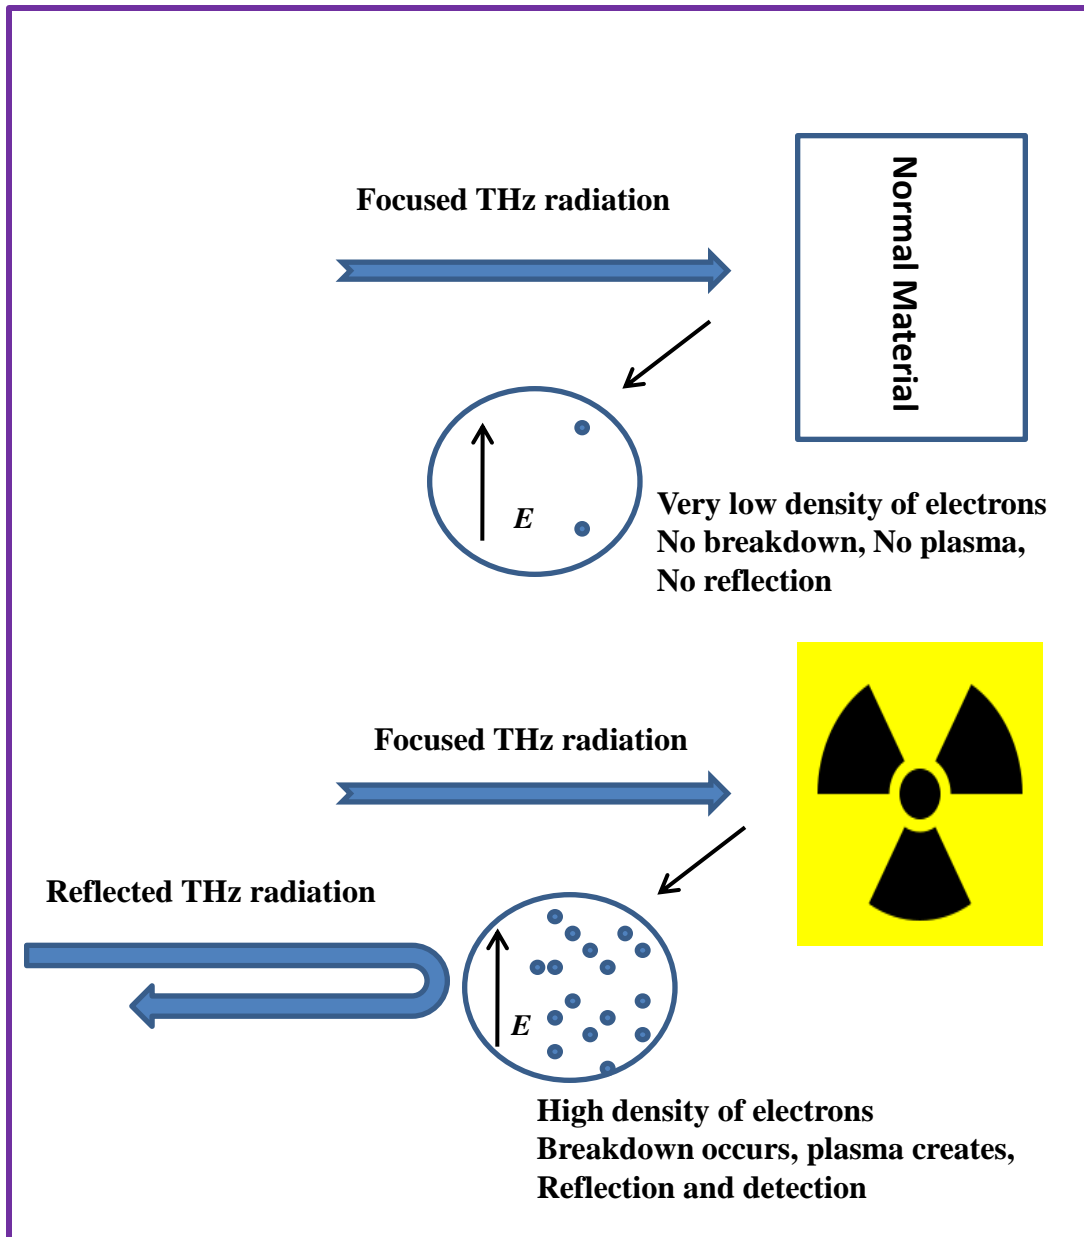 Focused THz radiation
Normal Material
E
Very low density of electrons
No breakdown, No plasma,
No reflection
Focused THz radiation
Reflected THz radiation
E
High density of electrons
Breakdown occurs, plasma creates,
Reflection and detection